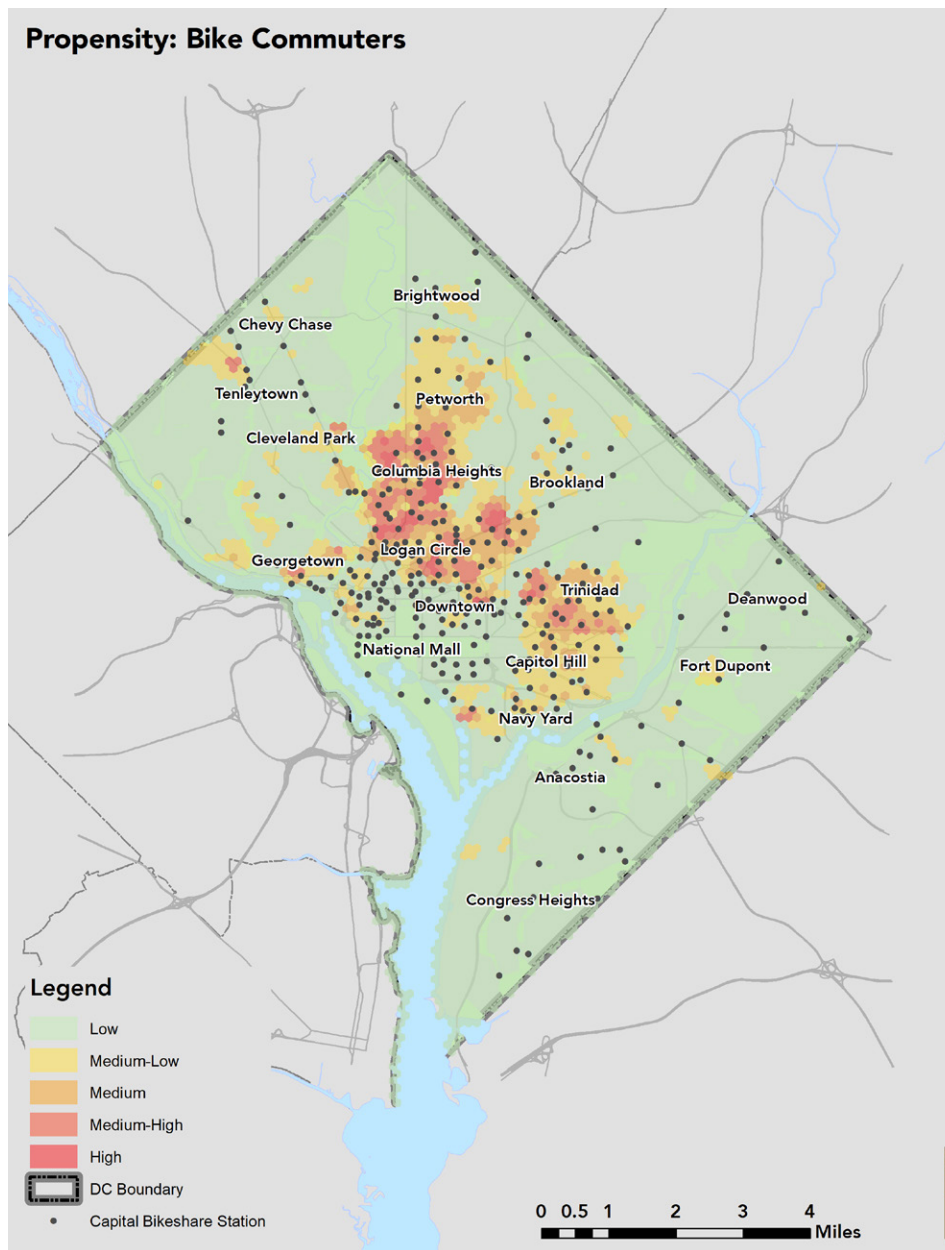 Propensity: Bike Commuters
Brightwood
Chevy Chase
Tenleytown
Petworth
Cleveland Park
Columbia Heights
Brookland
Logan Circle
Georgetown
Trinidad
Deanwood
Downtown
National Mall
Capitol Hill
Fort Dupont
Navy Yard
Anacostia
Congress Heights
Legend
Low
Medium-Low
Medium
Medium-High
High
DC Boundary
Capital Bikeshare Station
0 0.5 1 2 3 4
Miles